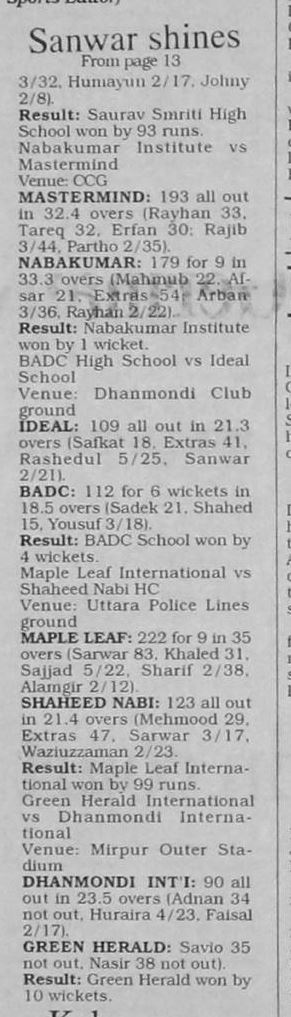 Sports Editor)
Sanwar shines
From page 13
3/32, Humayun 2/17, Johny
2/8).
Result: Saurav Smriti High
School won by 93 runs.
Nabakumar Institute vs
Mastermind
Venue: CCG
MASTERMIND: 193 all out
in 32.4 overs (Rayhan 33,
Tareq 32, Erfan 30; Rajib
3/44, Partho 2/35).
NABAKUMAR: 179 for 9 in
33.3 overs (Mahmub 22, Af-
sar 21, Extras 54; Arban
3/36, Rayhan 2/22).
Result: Nabakumar Institute
won by 1 wicket.
BADC High School vs Ideal
School
Venue: Dhanmondi Club
ground
IDEAL: 109 all out in 21.3
overs (Safkat 18, Extras 41,
Rashedul 5/25, Sanwar
2/21).
BADC: 112 for 6 wickets in
18.5 overs (Sadek 21, Shahed
15, Yousuf 3/18).
Result: BADC School won by
4 wickets.
Maple Leaf International vs
Shaheed Nabi HC
Venue: Uttara Police Lines
ground
MAPLE LEAF: 222 for 9 in 35
overs (Sarwar 83, Khaled 31,
Sajjad 5/22, Sharif 2/38,
Alamgir 2/12).
SHAHEED NABI: 123 all out
in 21.4 overs (Mehmood 29,
Extras 47, Sarwar 3/17,
Waziuzzaman 2/23.
Result: Maple Leaf Interna-
tional won by 99 runs.
Green Herald International
vs Dhanmondi Interna-
tional
Venue: Mirpur Outer Sta-
dium
DHANMONDI INT'I: 90 all
out in 23.5 overs (Adnan 34
not out, Huraira 4/23, Faisal
2/17).
GREEN HERALD: Savio 35
not out, Nasir 38 not out).
Result: Green Herald won by
10 wickets.